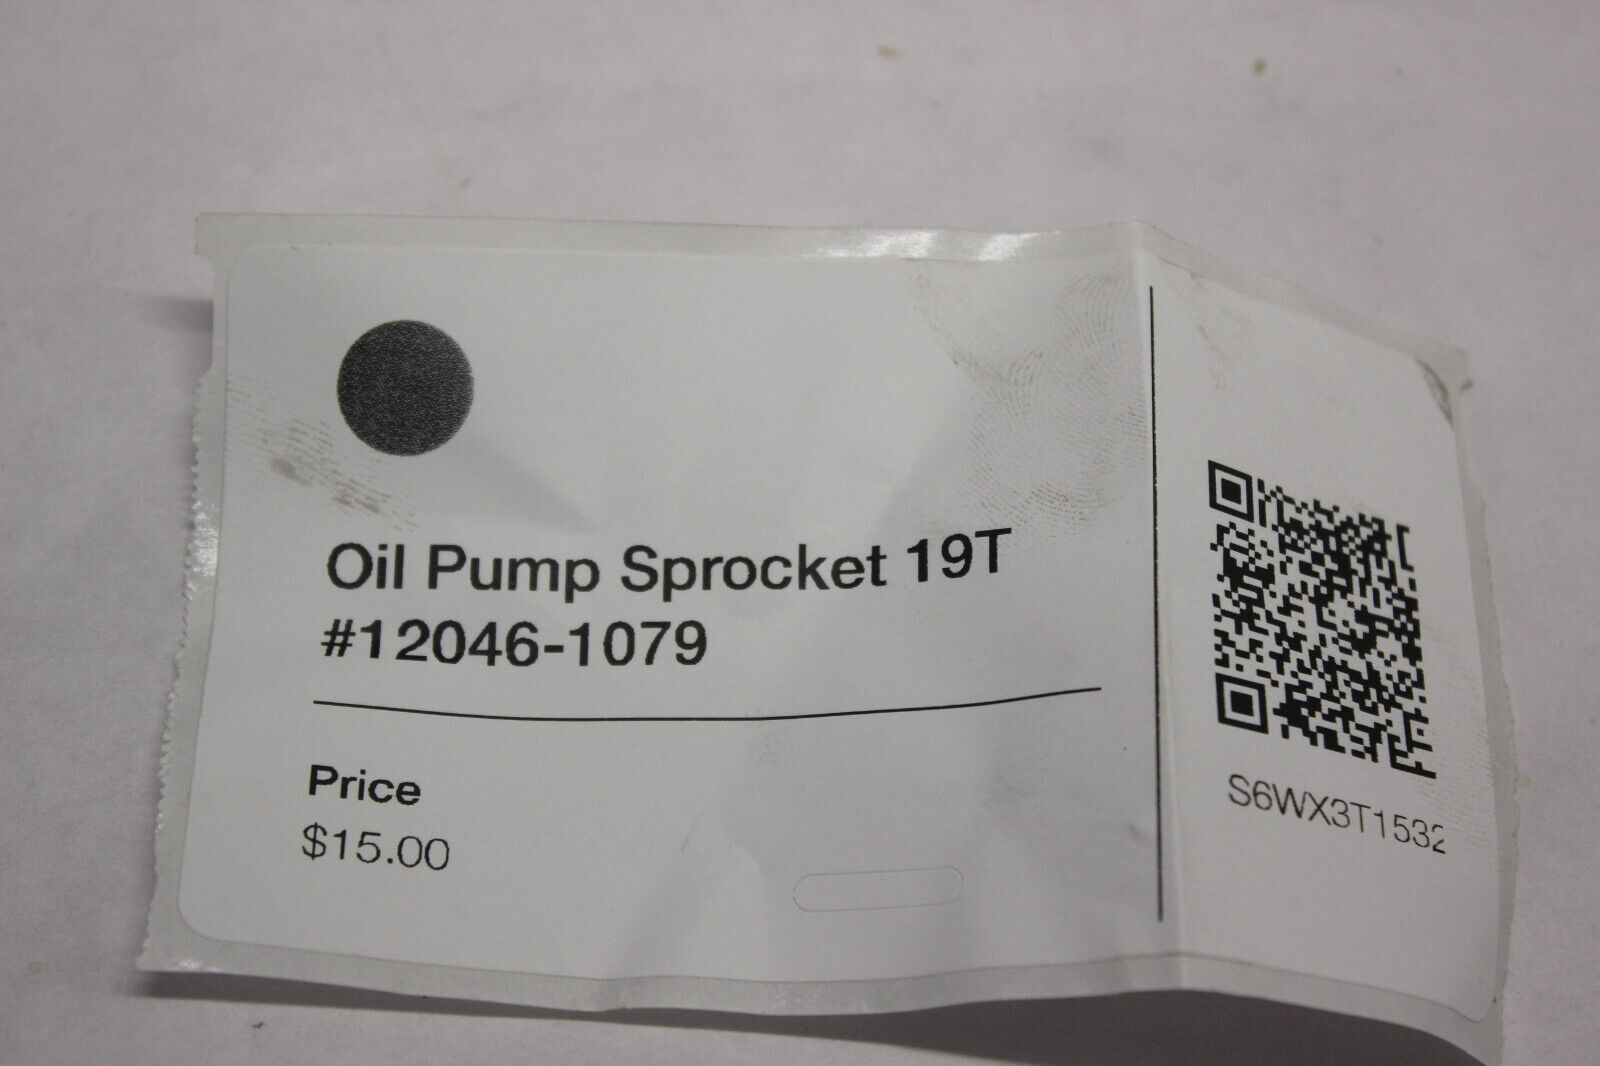 Oil Pump Sprocket 19T
#12046-1079
Price
$15.00
S6WX3T1532